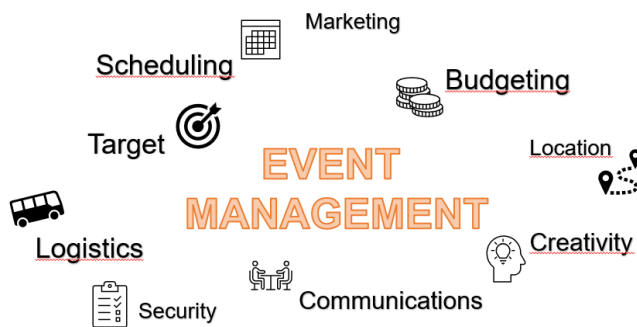 Marketing
Scheduling
Budgeting
Target
Location
EVENT
MANAGEMENT
Logistics
Creativity
Security
Communications